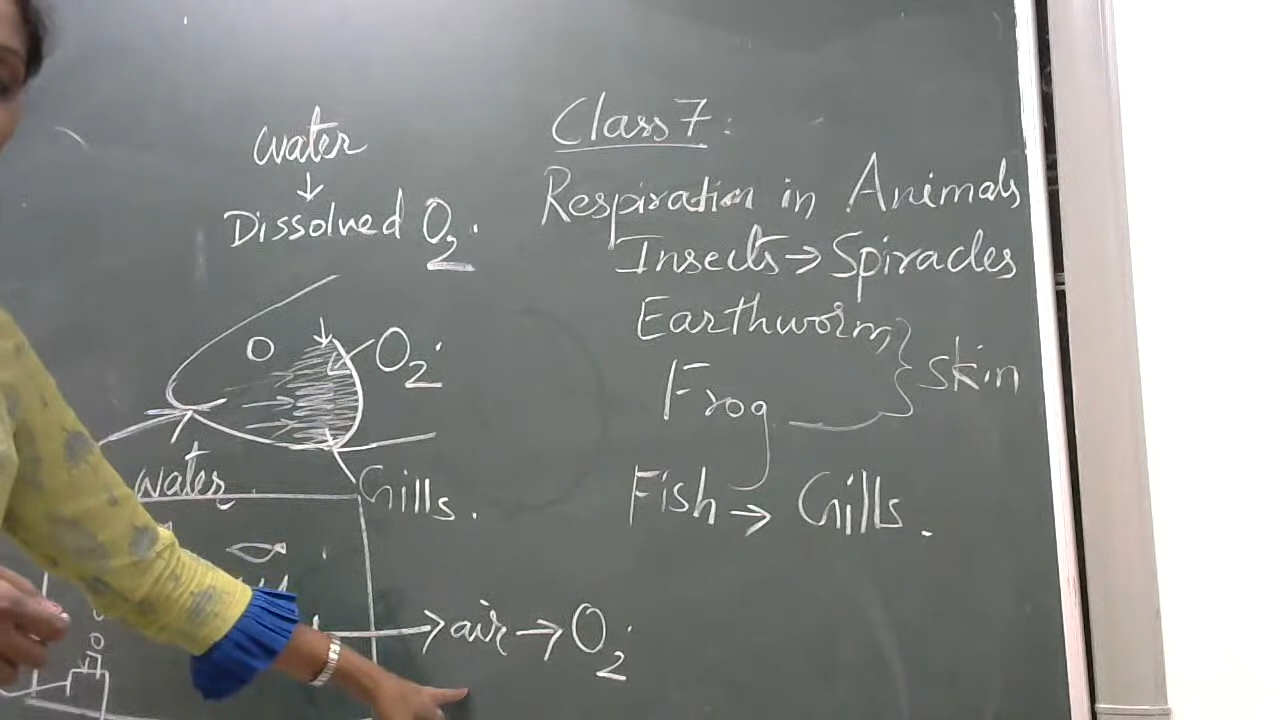 Water
↓
Dissolved O₂.
O₂.
water.
Gills.
→ air → O₂.
Class 7:
Respiration in Animals
Insects → Spiracles
Earthworm
Frog
} skin
Fish → Gills.